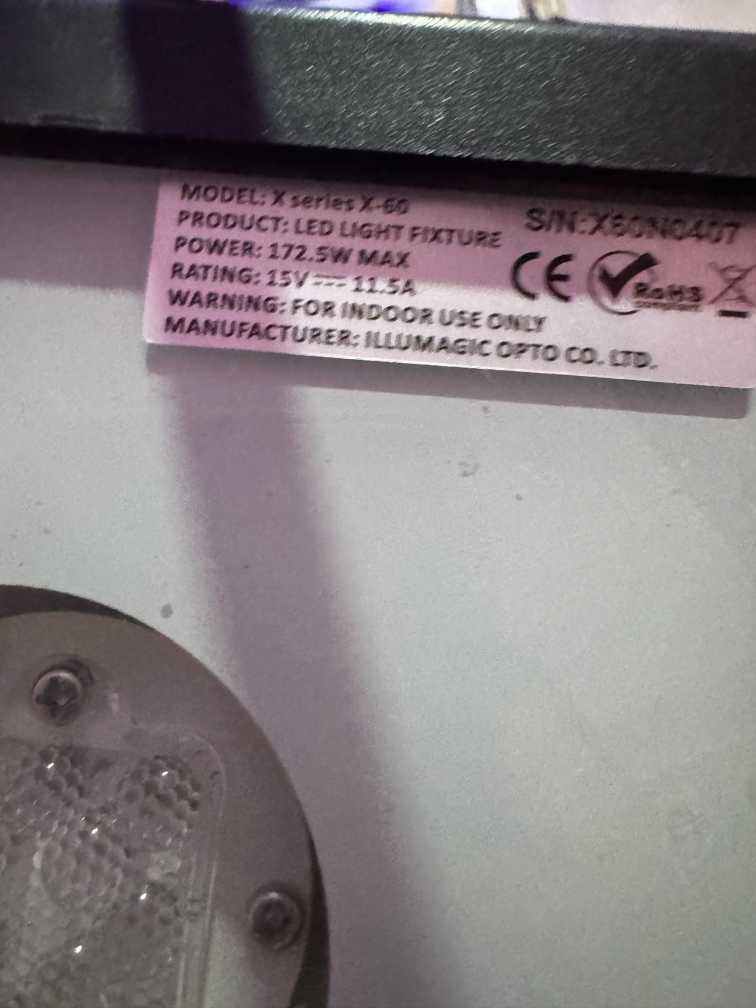 MODEL: X series X-60
PRODUCT: LED LIGHT FIXTURE
POWER: 172.5W MAX
RATING: 15V⎓11.5A
WARNING: FOR INDOOR USE ONLY
MANUFACTURER: ILLUMAGIC OPTO CO. LTD.
S/N:X60N0407
CE
RoHS
compliant